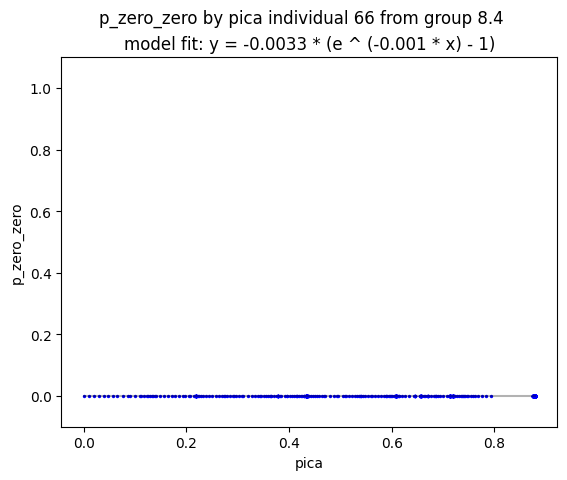 p_zero_zero by pica individual 66 from group 8.4
model fit: y = -0.0033 * (e ^ (-0.001 * x) - 1)
1.0
0.8
0.6
0.4
0.2
0.0
p_zero_zero
0.0 0.2 0.4 0.6 0.8
pica